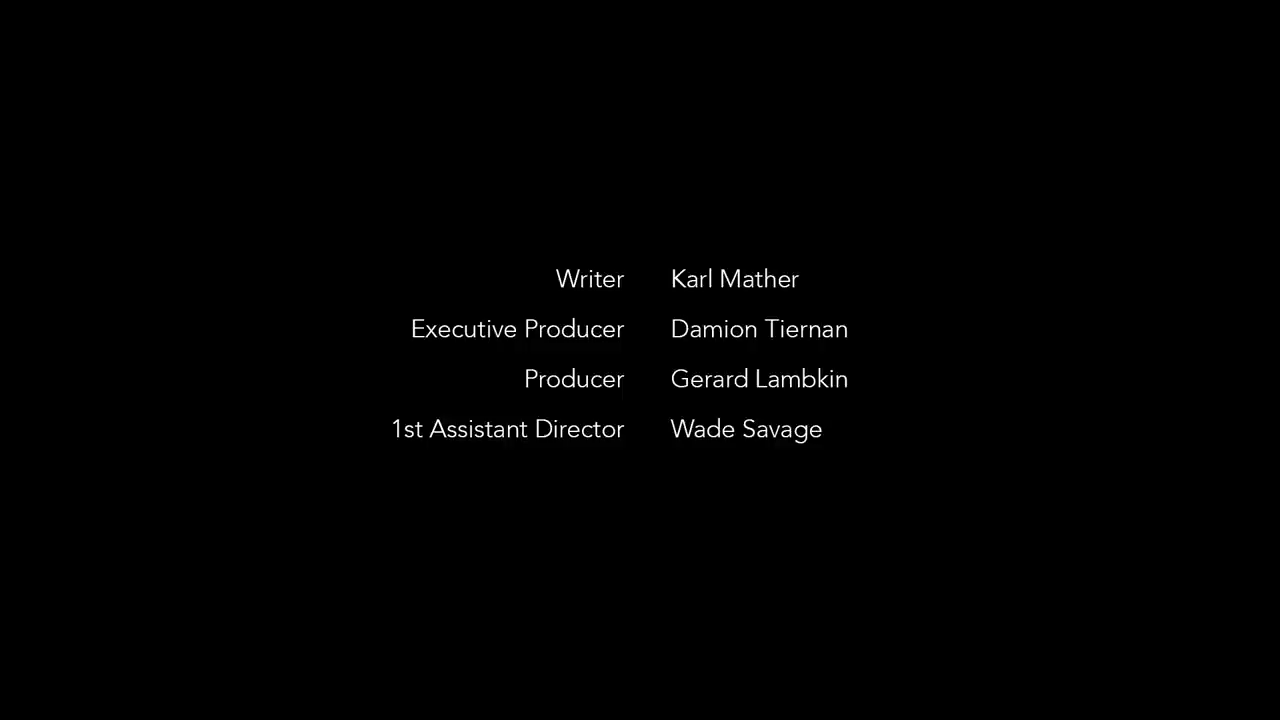 Writer Karl Mather
Executive Producer Damion Tiernan
Producer Gerard Lambkin
1st Assistant Director Wade Savage